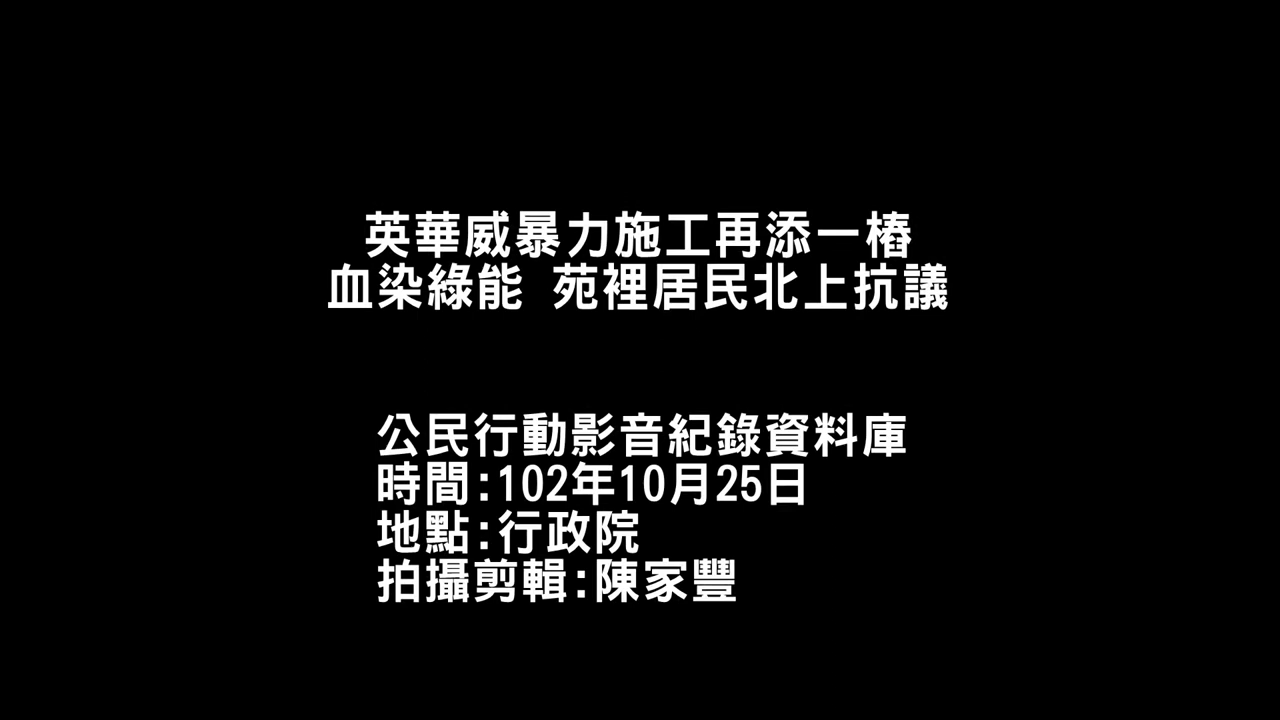 英華威暴力施工再添一樁
血染綠能 苑裡居民北上抗議
公民行動影音紀錄資料庫
時間:102年10月25日
地點:行政院
拍攝剪輯:陳家豐